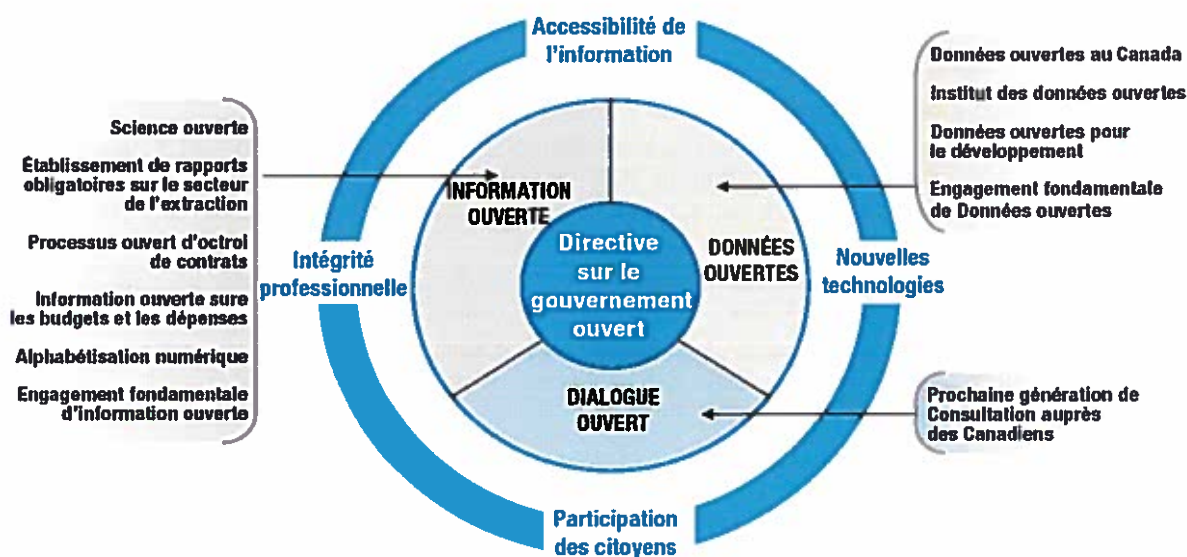 Accessibilité de
l'information
Science ouverte
Établissement de rapports
obligatoires sur le secteur
de l'extraction
Processus ouvert d'octroi
de contrats
Information ouverte sure
les budgets et les dépenses
Alphabétisation numérique
Engagement fondamentale
d'information ouverte
Intégrité
professionnelle
INFORMATION
OUVERTE
Directive
sur le
gouvernement
ouvert
DONNÉES
OUVERTES
DIALOGUE
OUVERT
Nouvelles
technologies
Données ouvertes au Canada
Institut des données ouvertes
Données ouvertes pour
le développement
Engagement fondamentale
de Données ouvertes
Prochaine génération de
Consultation auprès
des Canadiens
Participation
des citoyens